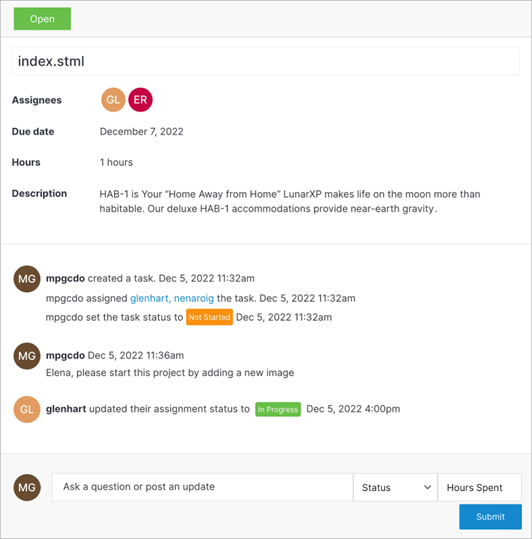 Open
index.stml
Assignees GL ER
Due date December 7, 2022
Hours 1 hours
Description HAB-1 is Your “Home Away from Home” LunarXP makes life on the moon more than
habitable. Our deluxe HAB-1 accommodations provide near-earth gravity.
MG mpgcdo created a task. Dec 5, 2022 11:32am
mpgcdo assigned glenhart, nenaroig the task. Dec 5, 2022 11:32am
mpgcdo set the task status to Not Started Dec 5, 2022 11:32am
MG mpgcdo Dec 5, 2022 11:36am
Elena, please start this project by adding a new image
GL glenhart updated their assignment status to In Progress Dec 5, 2022 4:00pm
MG Ask a question or post an update Status Hours Spent
Submit